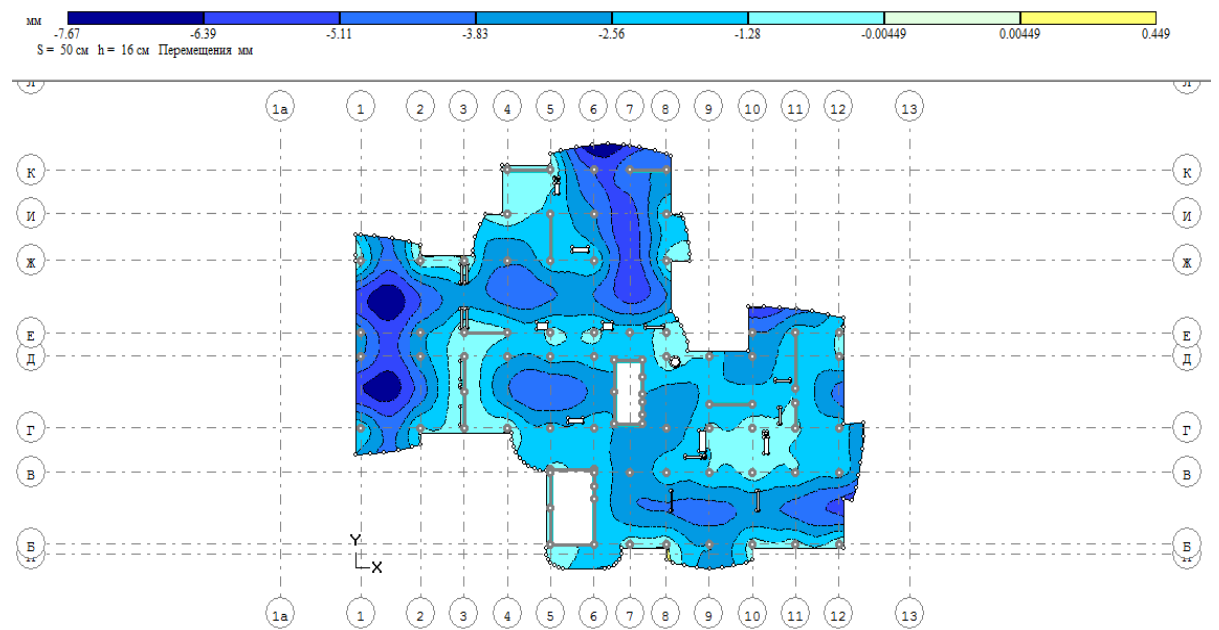 мм
-7.67 -6.39 -5.11 -3.83 -2.56 -1.28 -0.00449 0.00449 0.449
S = 50 см h = 16 см Перемещения мм
1а 1 2 3 4 5 6 7 8 9 10 11 12 13
К К
И И
Ж Ж
Е Е
Д Д
Г Г
В В
Б Б
Y
X
1а 1 2 3 4 5 6 7 8 9 10 11 12 13